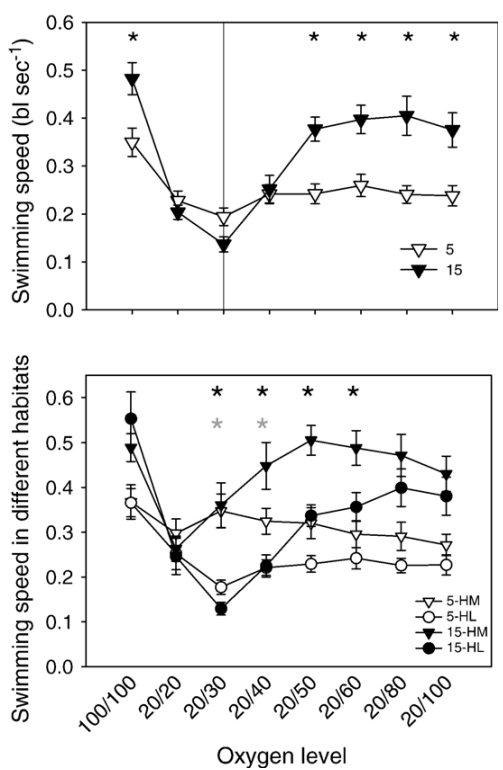 Swimming speed (bl sec⁻¹)
0.6
0.5
0.4
0.3
0.2
0.1
0.0
* * * * *
5
15
Swimming speed in different habitats
0.6
0.5
0.4
0.3
0.2
0.1
0.0
* * * *
* *
5-HM
5-HL
15-HM
15-HL
100/100 20/20 20/30 20/40 20/50 20/60 20/80 20/100
Oxygen level